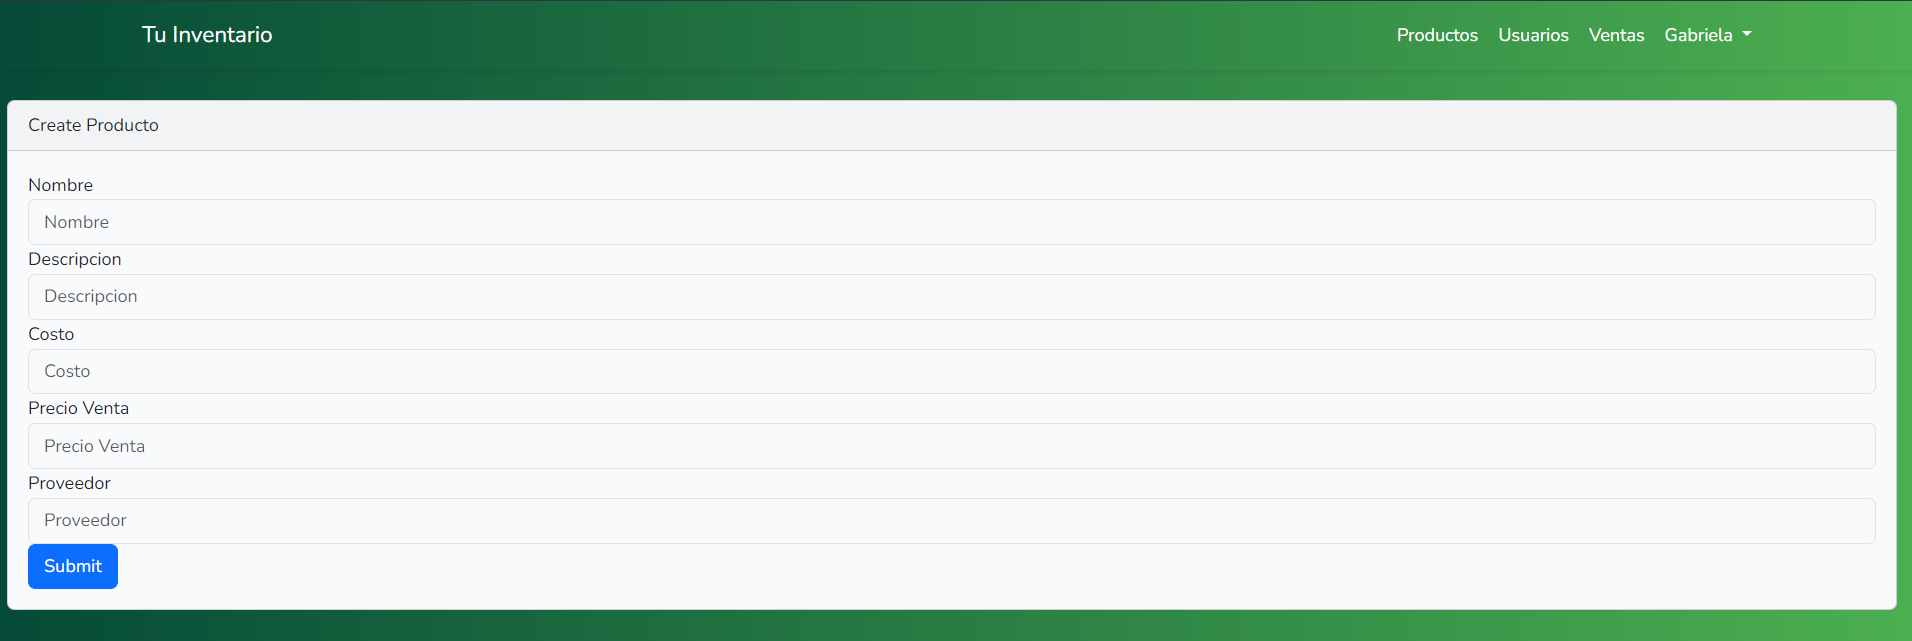 Tu Inventario Productos Usuarios Ventas Gabriela
Create Producto
Nombre
Nombre
Descripcion
Descripcion
Costo
Costo
Precio Venta
Precio Venta
Proveedor
Proveedor
Submit